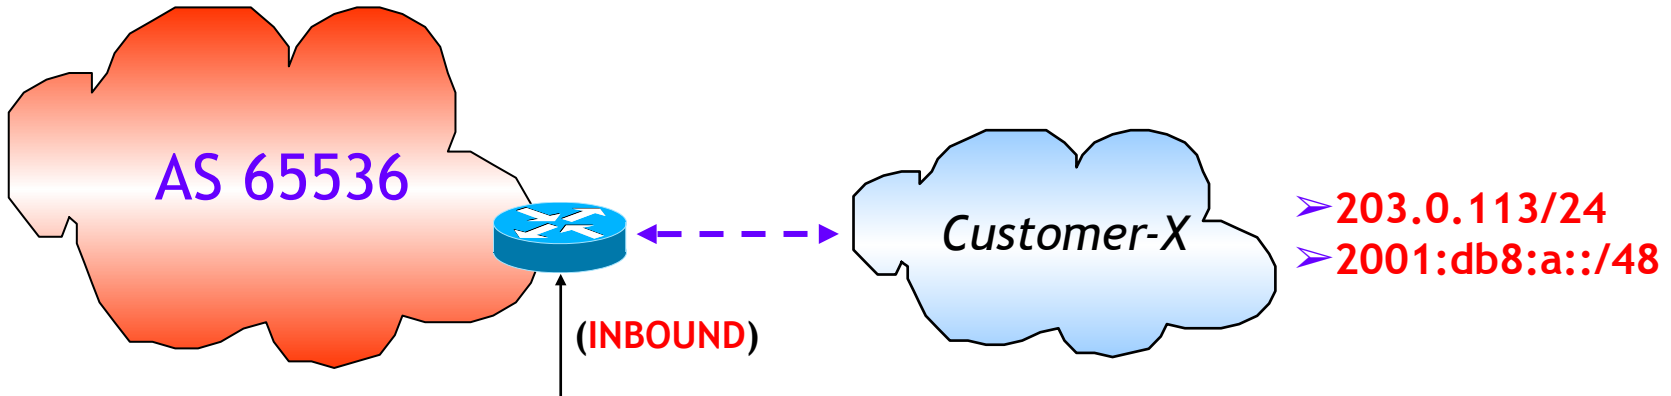 AS 65536
Customer-X
➢203.0.113/24
➢2001:db8:a::/48
(INBOUND)